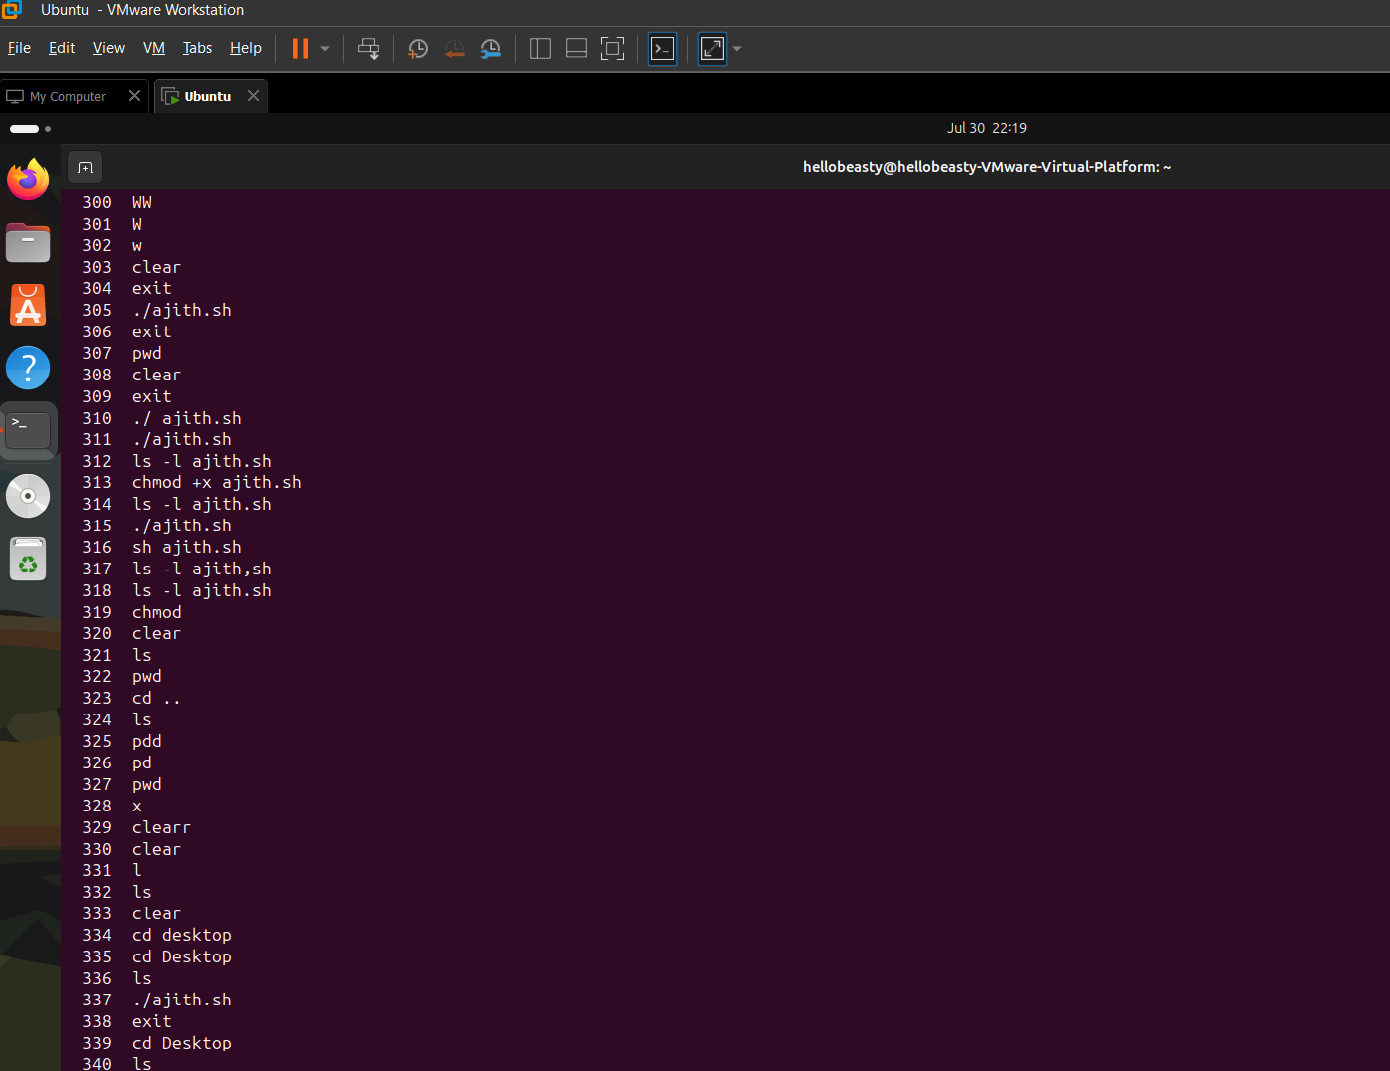 Ubuntu - VMware Workstation
File Edit View VM Tabs Help
My Computer Ubuntu
Jul 30 22:19
hellobeasty@hellobeasty-VMware-Virtual-Platform: ~
300 WW
301 W
302 w
303 clear
304 exit
305 ./ajith.sh
306 exit
307 pwd
308 clear
309 exit
310 ./ ajith.sh
311 ./ajith.sh
312 ls -l ajith.sh
313 chmod +x ajith.sh
314 ls -l ajith.sh
315 ./ajith.sh
316 sh ajith.sh
317 ls -l ajith,sh
318 ls -l ajith.sh
319 chmod
320 clear
321 ls
322 pwd
323 cd ..
324 ls
325 pdd
326 pd
327 pwd
328 x
329 clearr
330 clear
331 l
332 ls
333 clear
334 cd desktop
335 cd Desktop
336 ls
337 ./ajith.sh
338 exit
339 cd Desktop
340 ls